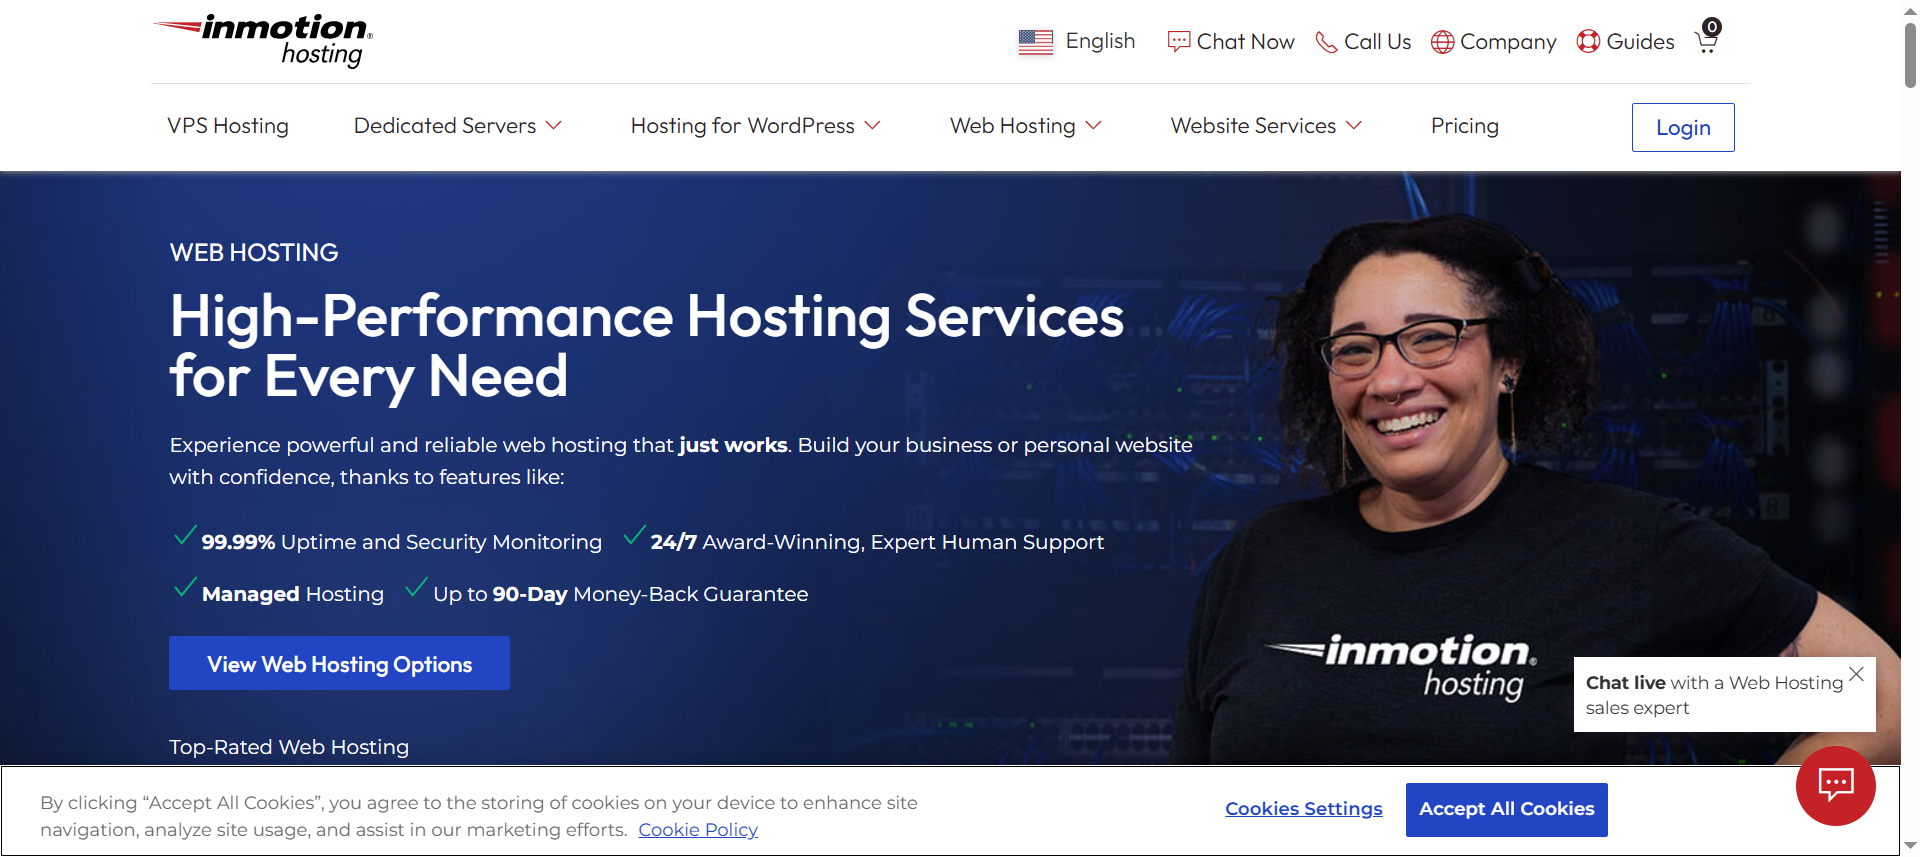 inmotion®
hosting
English
Chat Now
Call Us
Company
Guides
0
VPS Hosting
Dedicated Servers
Hosting for WordPress
Web Hosting
Website Services
Pricing
Login
WEB HOSTING
High-Performance Hosting Services
for Every Need
Experience powerful and reliable web hosting that just works. Build your business or personal website
with confidence, thanks to features like:
99.99% Uptime and Security Monitoring
24/7 Award-Winning, Expert Human Support
Managed Hosting
Up to 90-Day Money-Back Guarantee
View Web Hosting Options
Top-Rated Web Hosting
inmotion®
hosting
Chat live with a Web Hosting
sales expert
By clicking “Accept All Cookies”, you agree to the storing of cookies on your device to enhance site
navigation, analyze site usage, and assist in our marketing efforts. Cookie Policy
Cookies Settings
Accept All Cookies